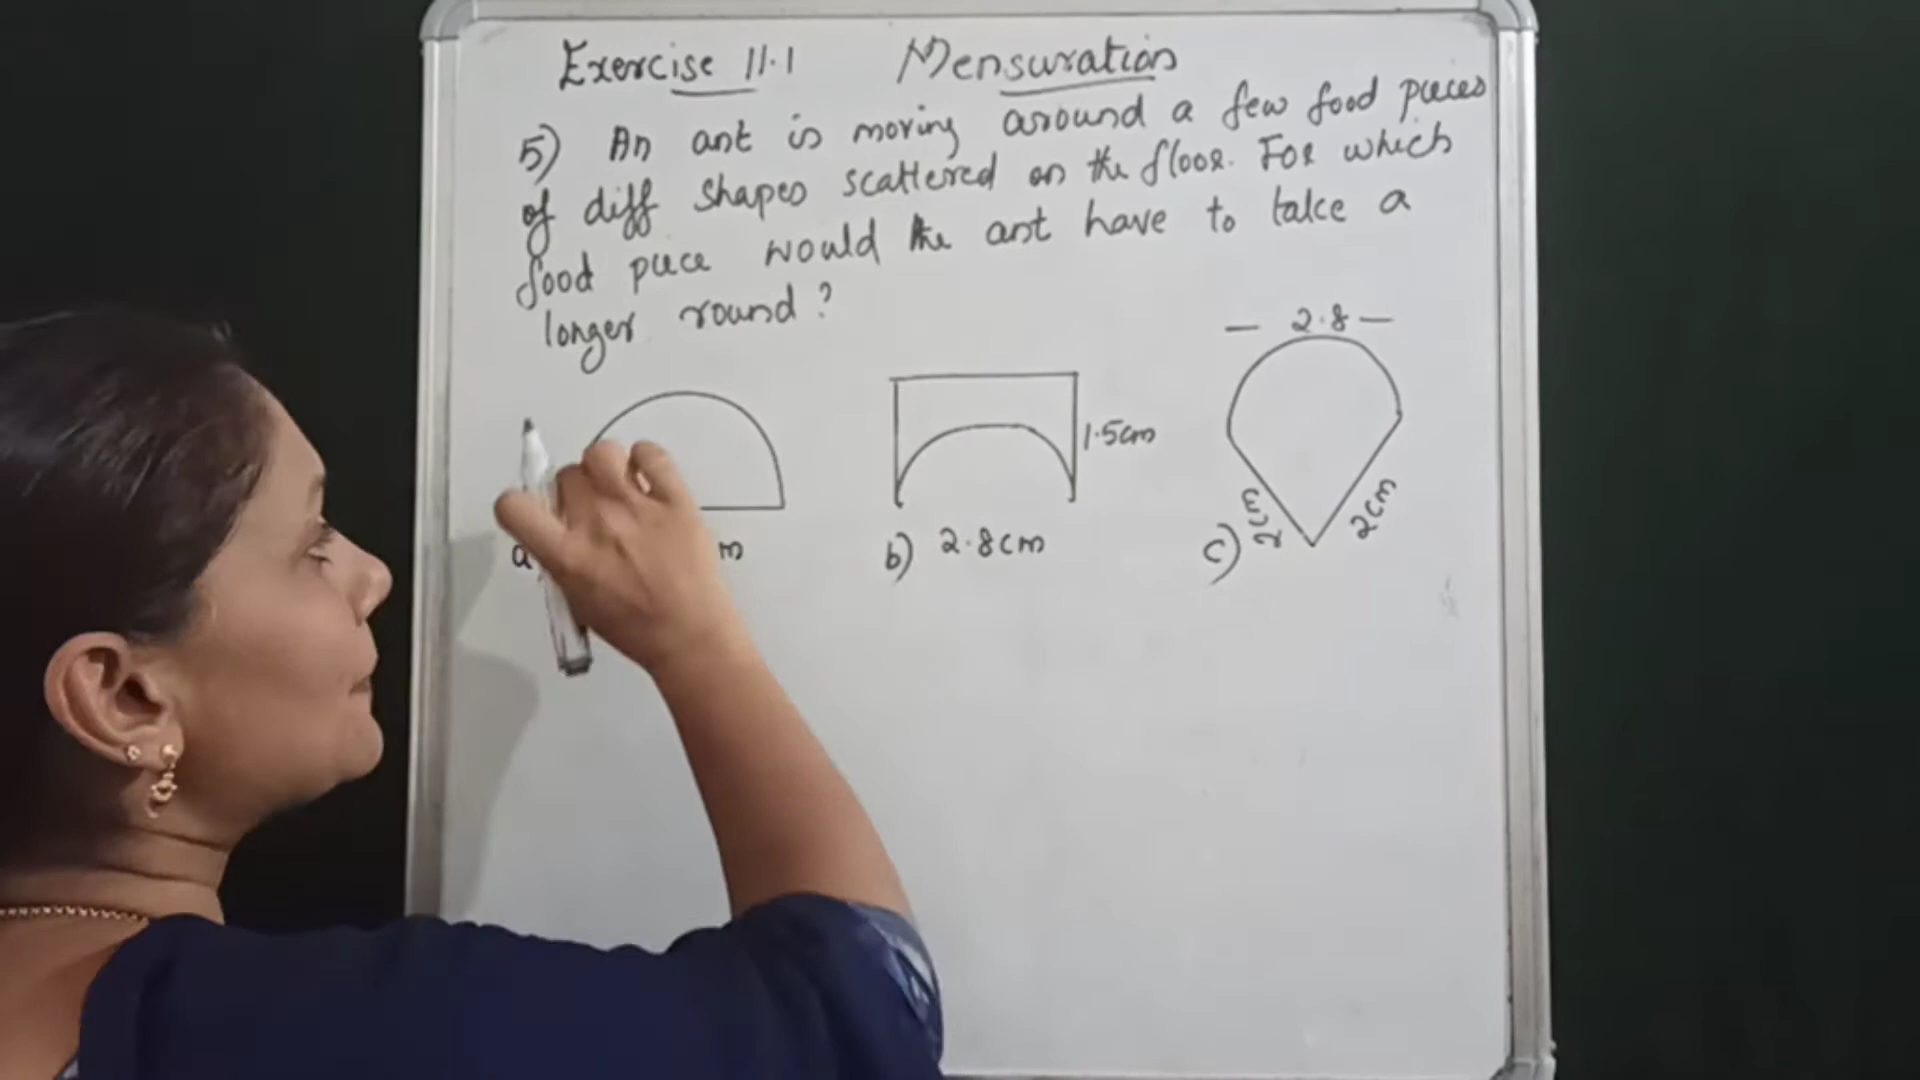 Exercise 11.1 Mensuration
5) An ant is moving around a few food pieces
of diff shapes scattered on the floor. For which
food piece would the ant have to take a
longer round?
2.8
1.5cm
2cm
2cm
a m
b) 2.8cm
c)